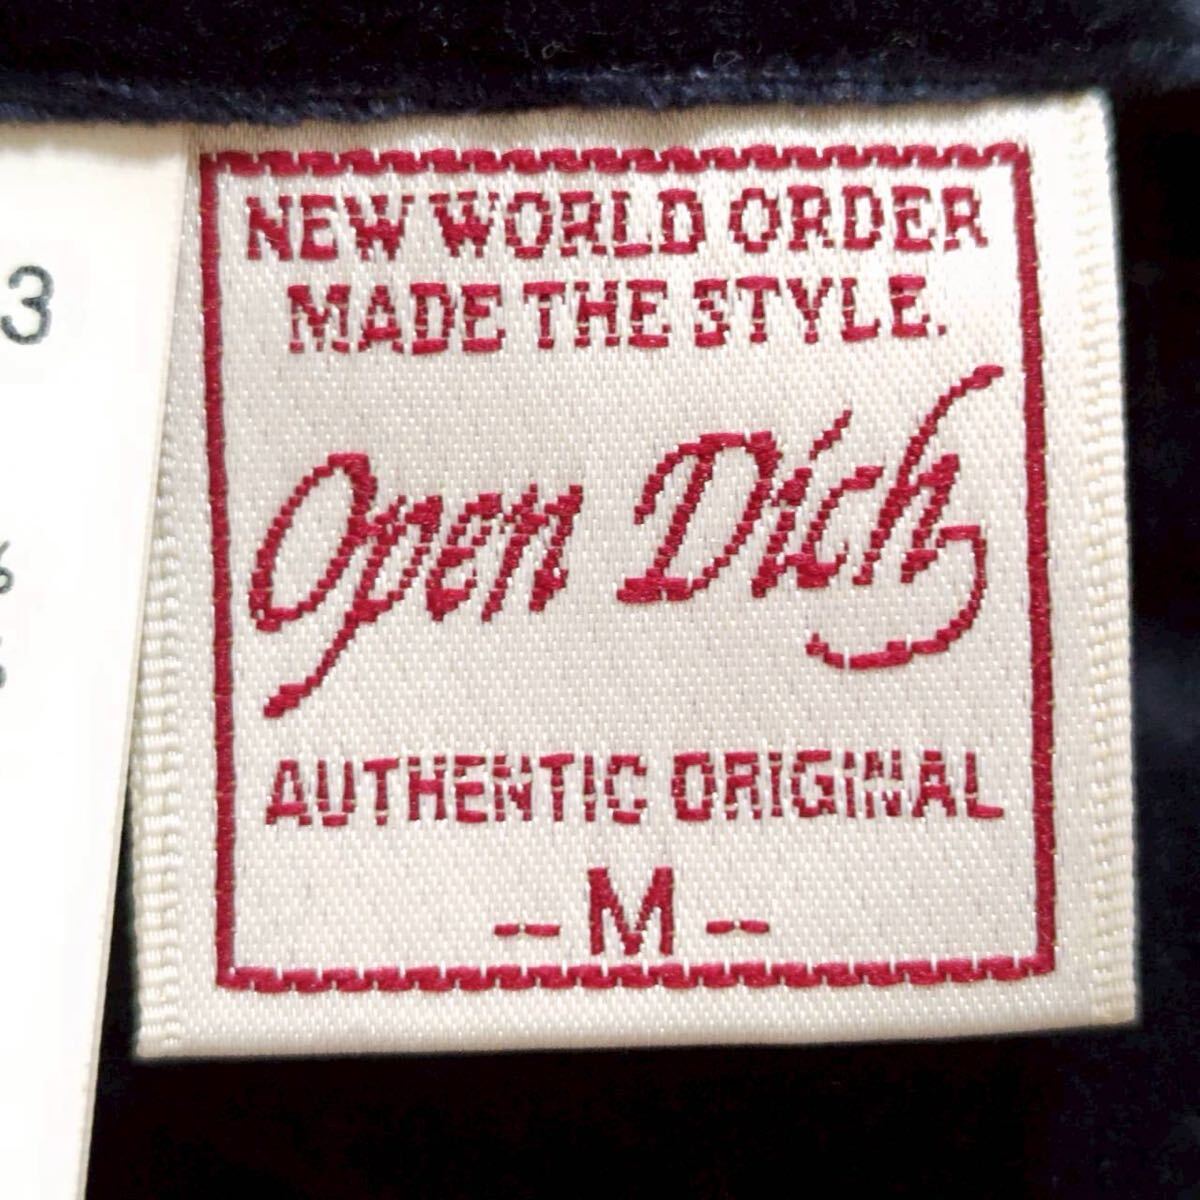 NEW WORLD ORDER
MADE THE STYLE.
Open Dich
AUTHENTIC ORIGINAL
- M -
3
%